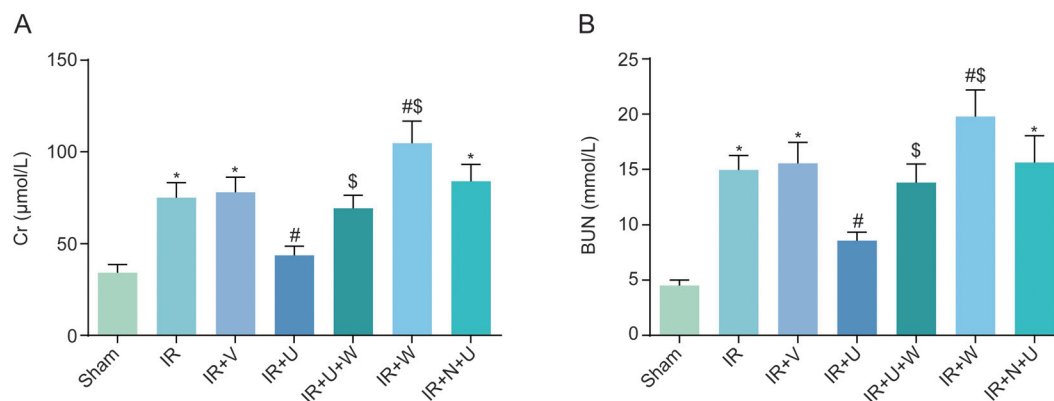 A
Cr (μmol/L)
150
100
50
0
* * # $ #$ *
Sham IR IR+V IR+U IR+U+W IR+W IR+N+U
B
BUN (mmol/L)
25
20
15
10
5
0
* * # $ #$ *
Sham IR IR+V IR+U IR+U+W IR+W IR+N+U